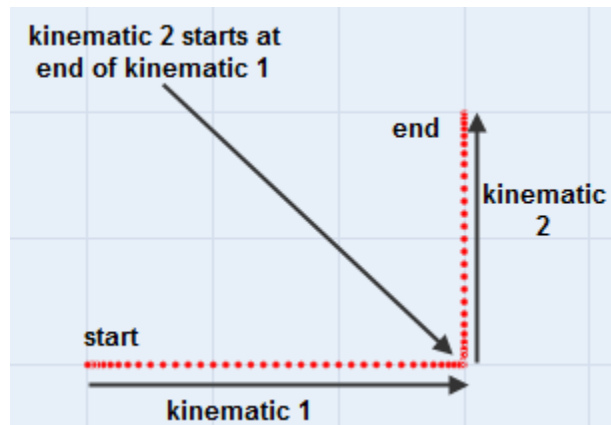 kinematic 2 starts at
end of kinematic 1
end
kinematic
2
start
kinematic 1